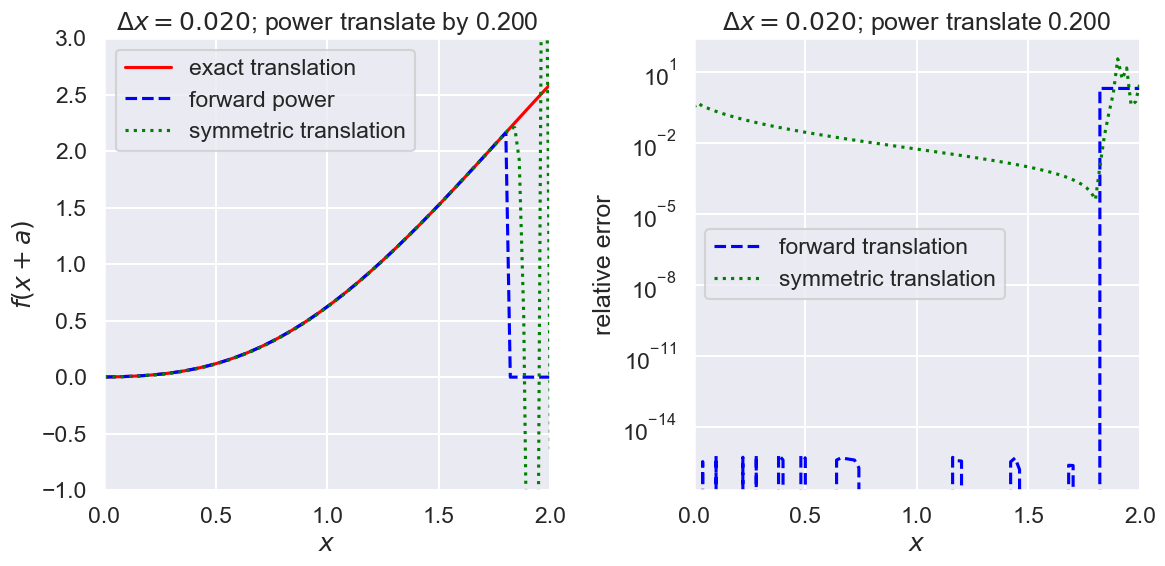 Δx = 0.020; power translate by 0.200
3.0
2.5
2.0
1.5
1.0
0.5
0.0
−0.5
−1.0
f(x + a)
exact translation
forward power
symmetric translation
0.0 0.5 1.0 1.5 2.0
x
Δx = 0.020; power translate 0.200
10¹
10⁻²
10⁻⁵
10⁻⁸
10⁻¹¹
10⁻¹⁴
relative error
forward translation
symmetric translation
0.0 0.5 1.0 1.5 2.0
x